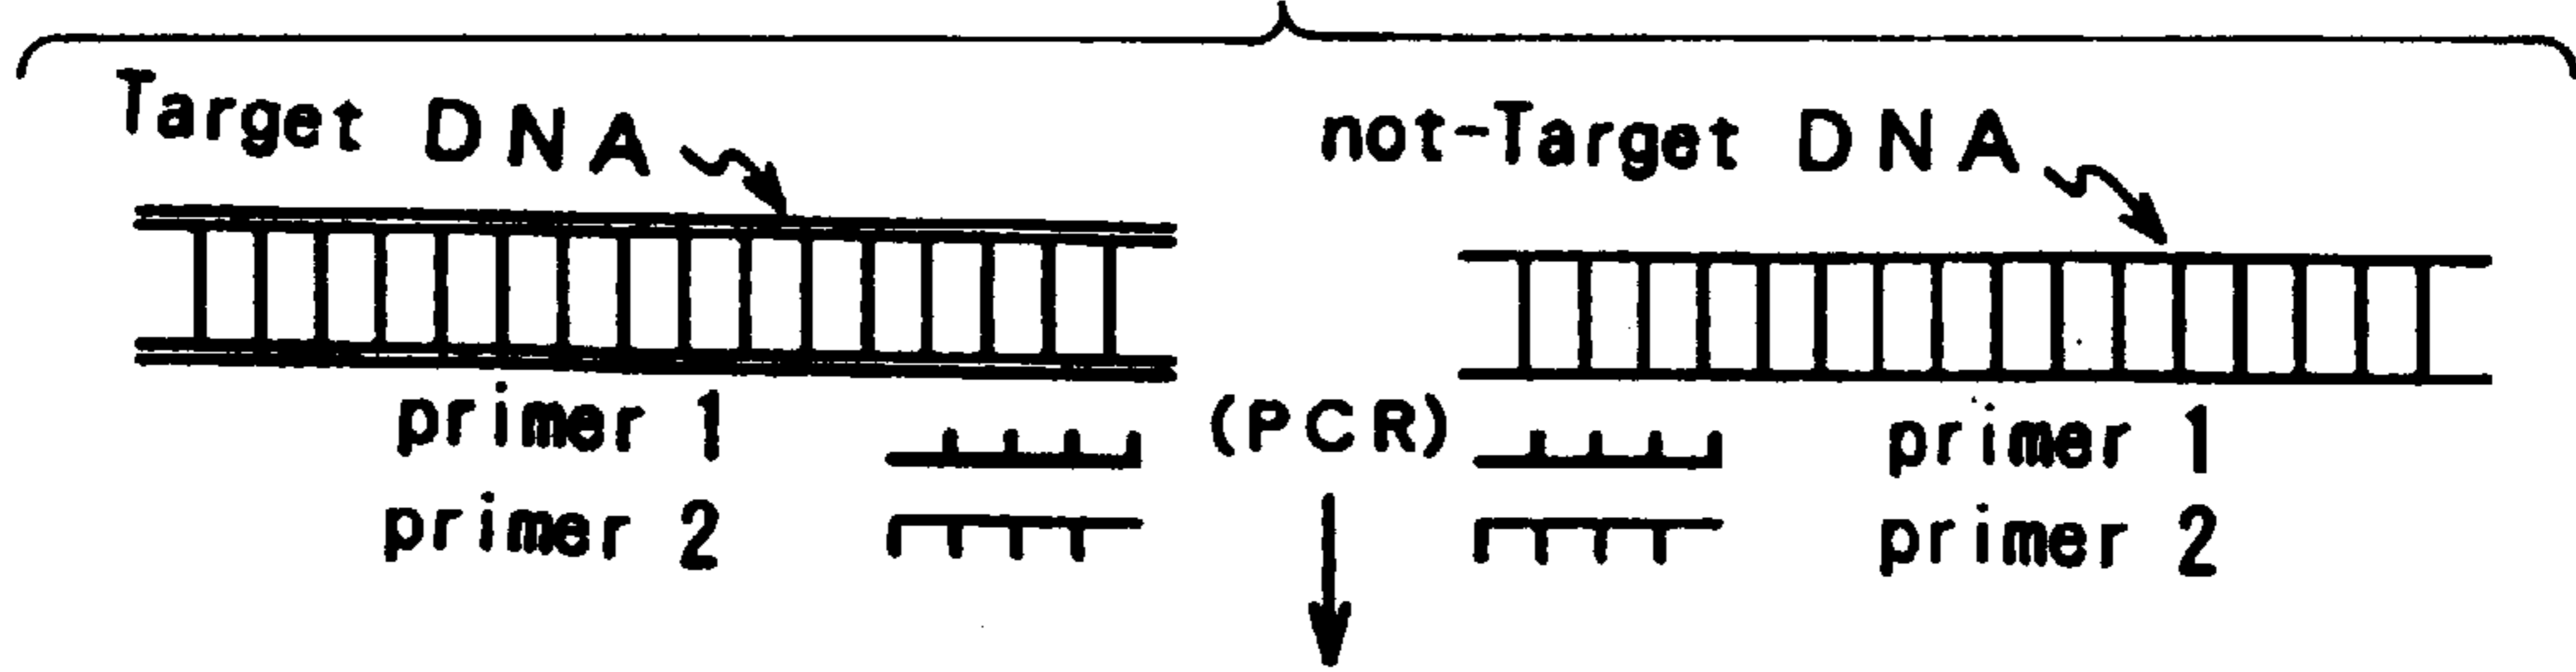 Target DNA
not-Target DNA
primer 1
(PCR)
primer 1
primer 2
primer 2